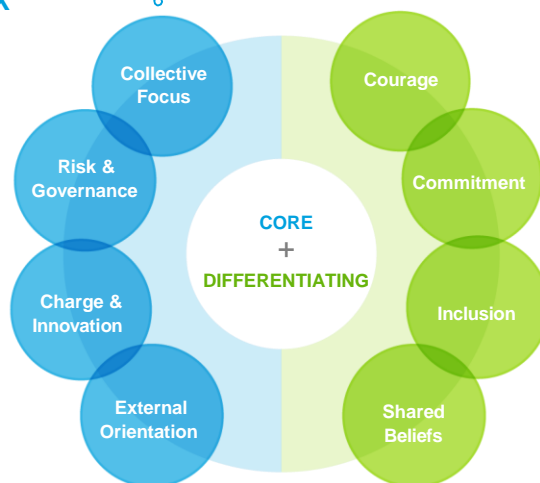 Collective
Focus
Risk &
Governance
Charge &
Innovation
External
Orientation
CORE
+
DIFFERENTIATING
Courage
Commitment
Inclusion
Shared
Beliefs